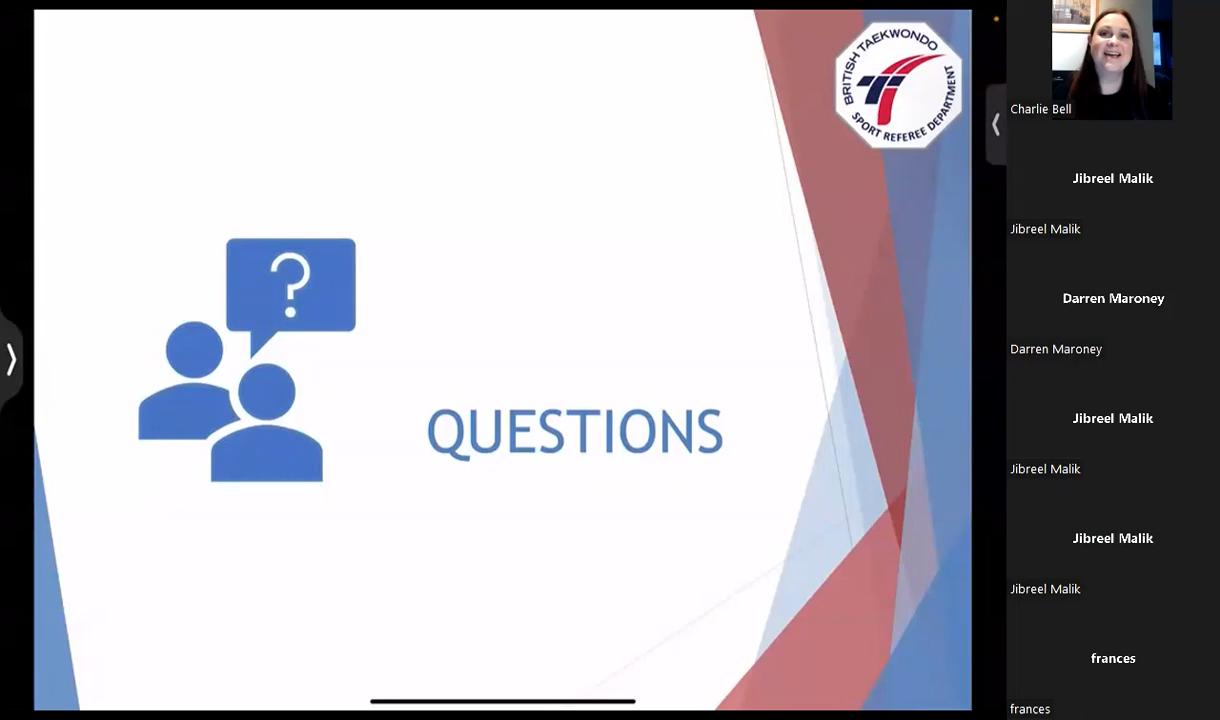 BRITISH TAEKWONDO
SPORT REFEREE DEPARTMENT
?
QUESTIONS
Charlie Bell
Jibreel Malik
Jibreel Malik
Darren Maroney
Darren Maroney
Jibreel Malik
Jibreel Malik
Jibreel Malik
Jibreel Malik
frances
frances